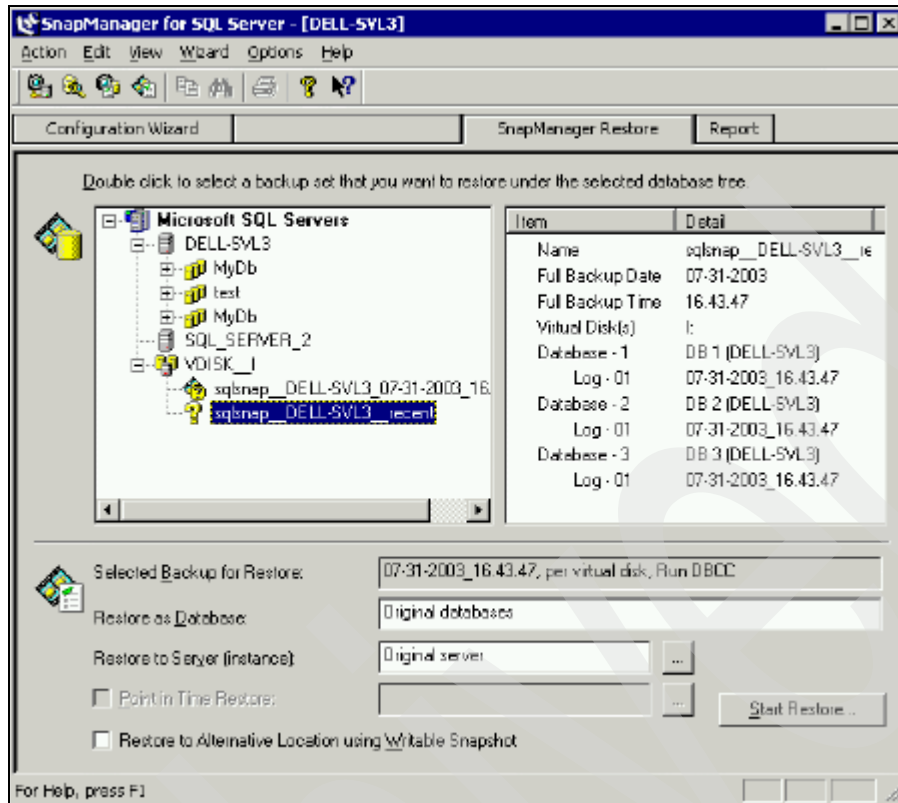 SnapManager for SQL Server - [DELL-SVL3]
Action Edit View Wizard Options Help
Configuration Wizard SnapManager Restore Report
Double click to select a backup set that you want to restore under the selected database tree.
Microsoft SQL Servers
DELL-SVL3
MyDb
test
MyDb
SQL_SERVER_2
VDISK__I
sqlsnap__DELL-SVL3_07-31-2003_16.
sqlsnap__DELL-SVL3__recent
Item Detail
Name sqlsnap__DELL-SVL3__re
Full Backup Date 07-31-2003
Full Backup Time 16.43.47
Virtual Disk(s) I:
Database - 1 DB 1 (DELL-SVL3)
Log - 01 07-31-2003_16.43.47
Database - 2 DB 2 (DELL-SVL3)
Log - 01 07-31-2003_16.43.47
Database - 3 DB 3 (DELL-SVL3)
Log - 01 07-31-2003_16.43.47
Selected Backup for Restore: 07-31-2003_16.43.47, per virtual disk, Run DBCC
Restore as Database: Original databases
Restore to Server (instance): Original server ...
Point in Time Restore: ...
Start Restore...
Restore to Alternative Location using Writable Snapshot
For Help, press F1